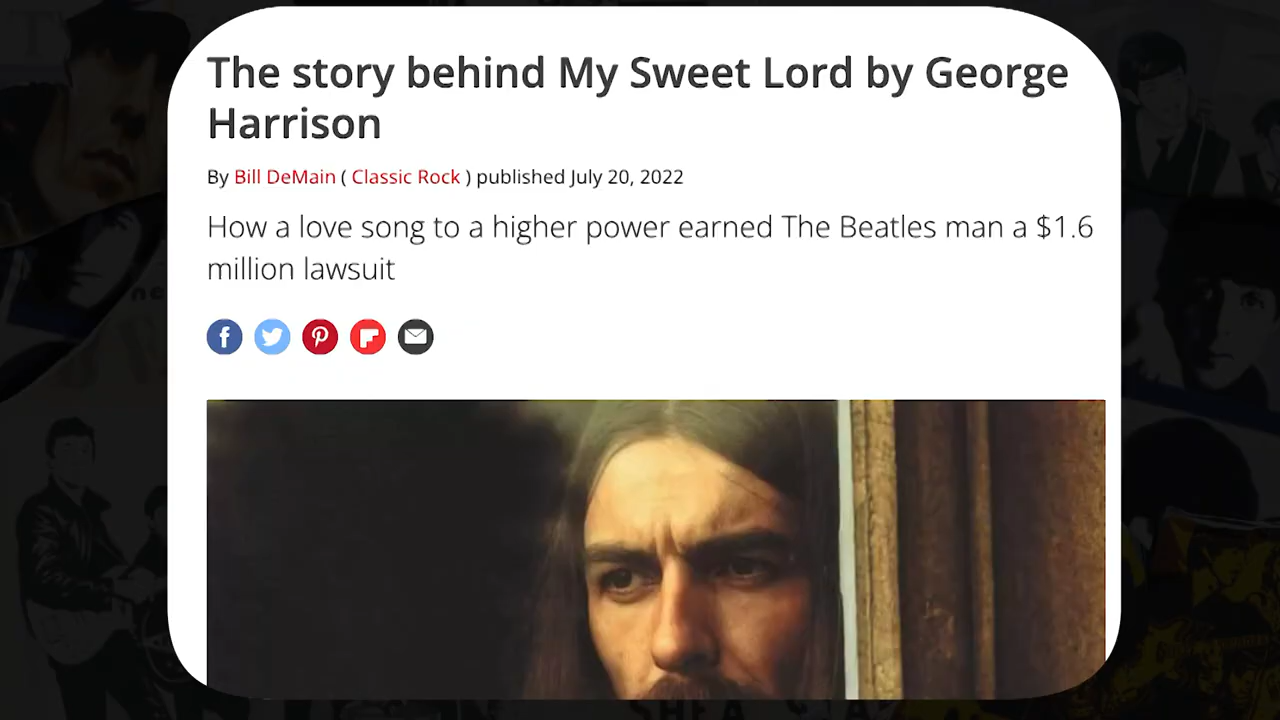 The story behind My Sweet Lord by George
Harrison
By Bill DeMain ( Classic Rock ) published July 20, 2022
How a love song to a higher power earned The Beatles man a $1.6
million lawsuit